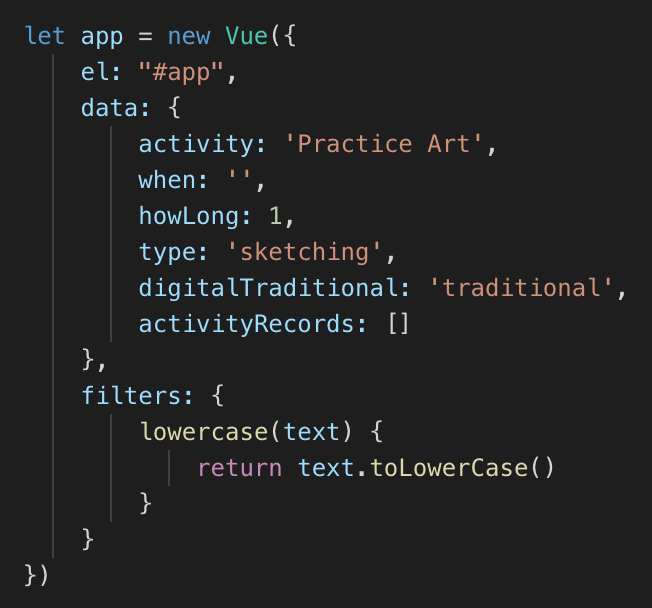 let app = new Vue({
    el: "#app",
    data: {
        activity: 'Practice Art',
        when: '',
        howLong: 1,
        type: 'sketching',
        digitalTraditional: 'traditional',
        activityRecords: []
    },
    filters: {
        lowercase(text) {
            return text.toLowerCase()
        }
    }
})